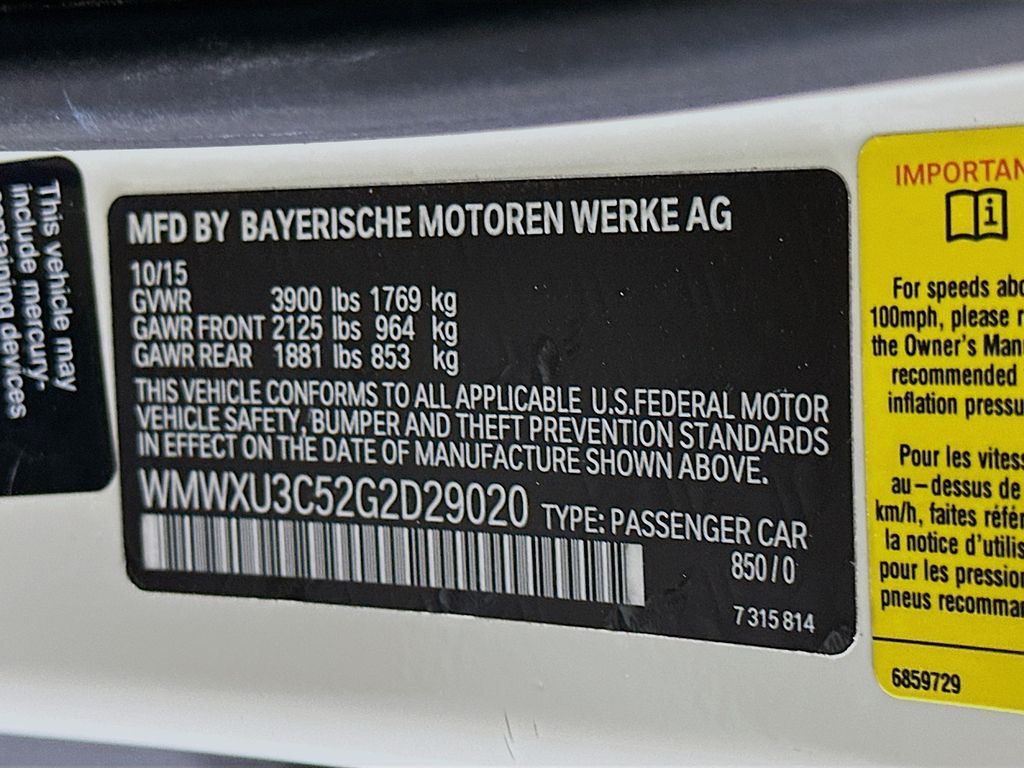 This vehicle may
include mercury-
containing devices
MFD BY BAYERISCHE MOTOREN WERKE AG
10/15
GVWR 3900 lbs 1769 kg
GAWR FRONT 2125 lbs 964 kg
GAWR REAR 1881 lbs 853 kg
THIS VEHICLE CONFORMS TO ALL APPLICABLE U.S.FEDERAL MOTOR
VEHICLE SAFETY, BUMPER AND THEFT PREVENTION STANDARDS
IN EFFECT ON THE DATE OF MANUFACTURE SHOWN ABOVE.
WMWXU3C52G2D29020 TYPE: PASSENGER CAR
850/0
7 315 814
IMPORTAN
i
For speeds abo
100mph, please r
the Owner's Man
recommended
inflation pressu
Pour les vitess
au-dessus de
km/h, faites référ
la notice d'utilis
pour les pression
pneus recomman
6859729